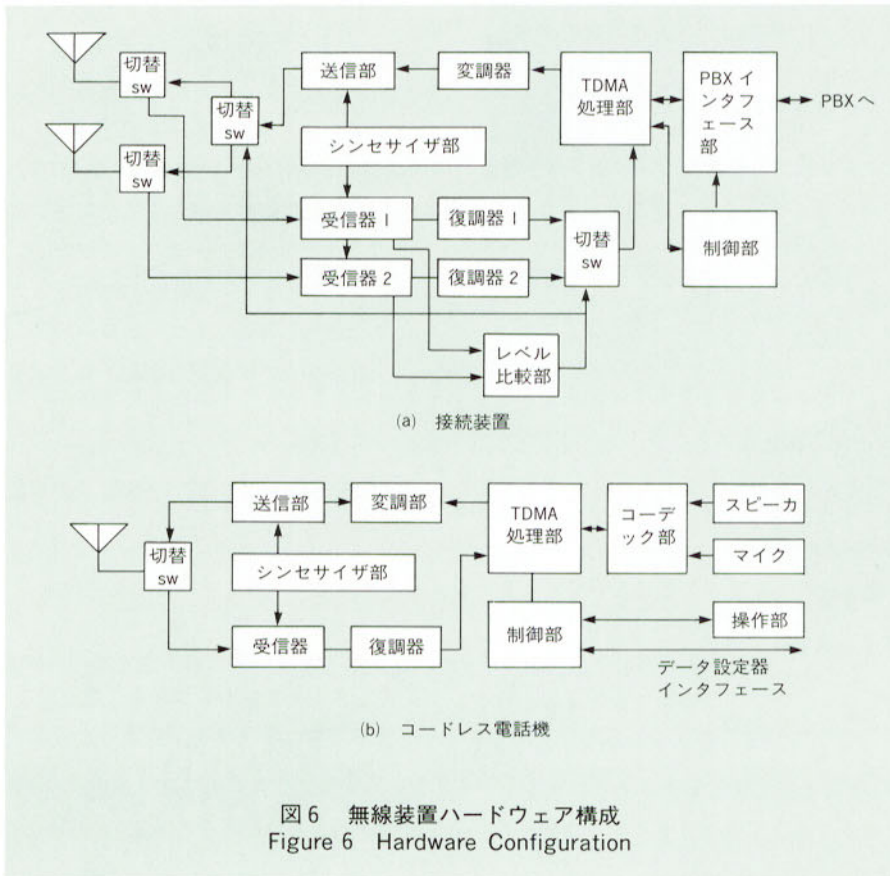 切替
sw
送信部
変調器
TDMA
処理部
PBX イ
ンタフ
ェース
部
PBX へ
切替
sw
切替
sw
シンセサイザ部
受信器 1
復調器 1
切替
sw
制御部
受信器 2
復調器 2
レベル
比較部
(a) 接続装置
送信部
変調部
TDMA
処理部
コーデ
ック部
スピーカ
切替
sw
シンセサイザ部
マイク
受信器
復調器
制御部
操作部
データ設定器
インタフェース
(b) コードレス電話機
図6 無線装置ハードウェア構成
Figure 6 Hardware Configuration